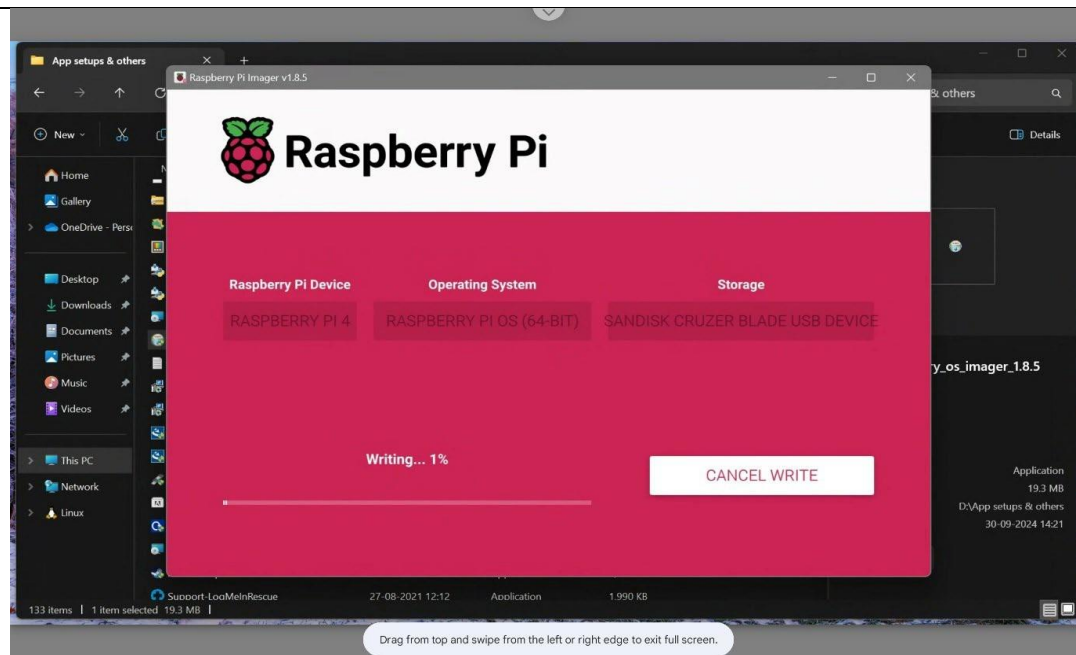 App setups & others
Raspberry Pi Imager v1.8.5
& others
New
Details
Home
Gallery
OneDrive - Perso
Desktop
Downloads
Documents
Pictures
Music
Videos
This PC
Network
Linux
Raspberry Pi
Raspberry Pi Device
Operating System
Storage
RASPBERRY PI 4
RASPBERRY PI OS (64-BIT)
SANDISK CRUZER BLADE USB DEVICE
Writing... 1%
CANCEL WRITE
y_os_imager_1.8.5
Application
19.3 MB
D:\App setups & others
30-09-2024 14:21
Support-LogMeInRescue 27-08-2021 12:12 Application 1.990 KB
133 items 1 item selected 19.3 MB
Drag from top and swipe from the left or right edge to exit full screen.